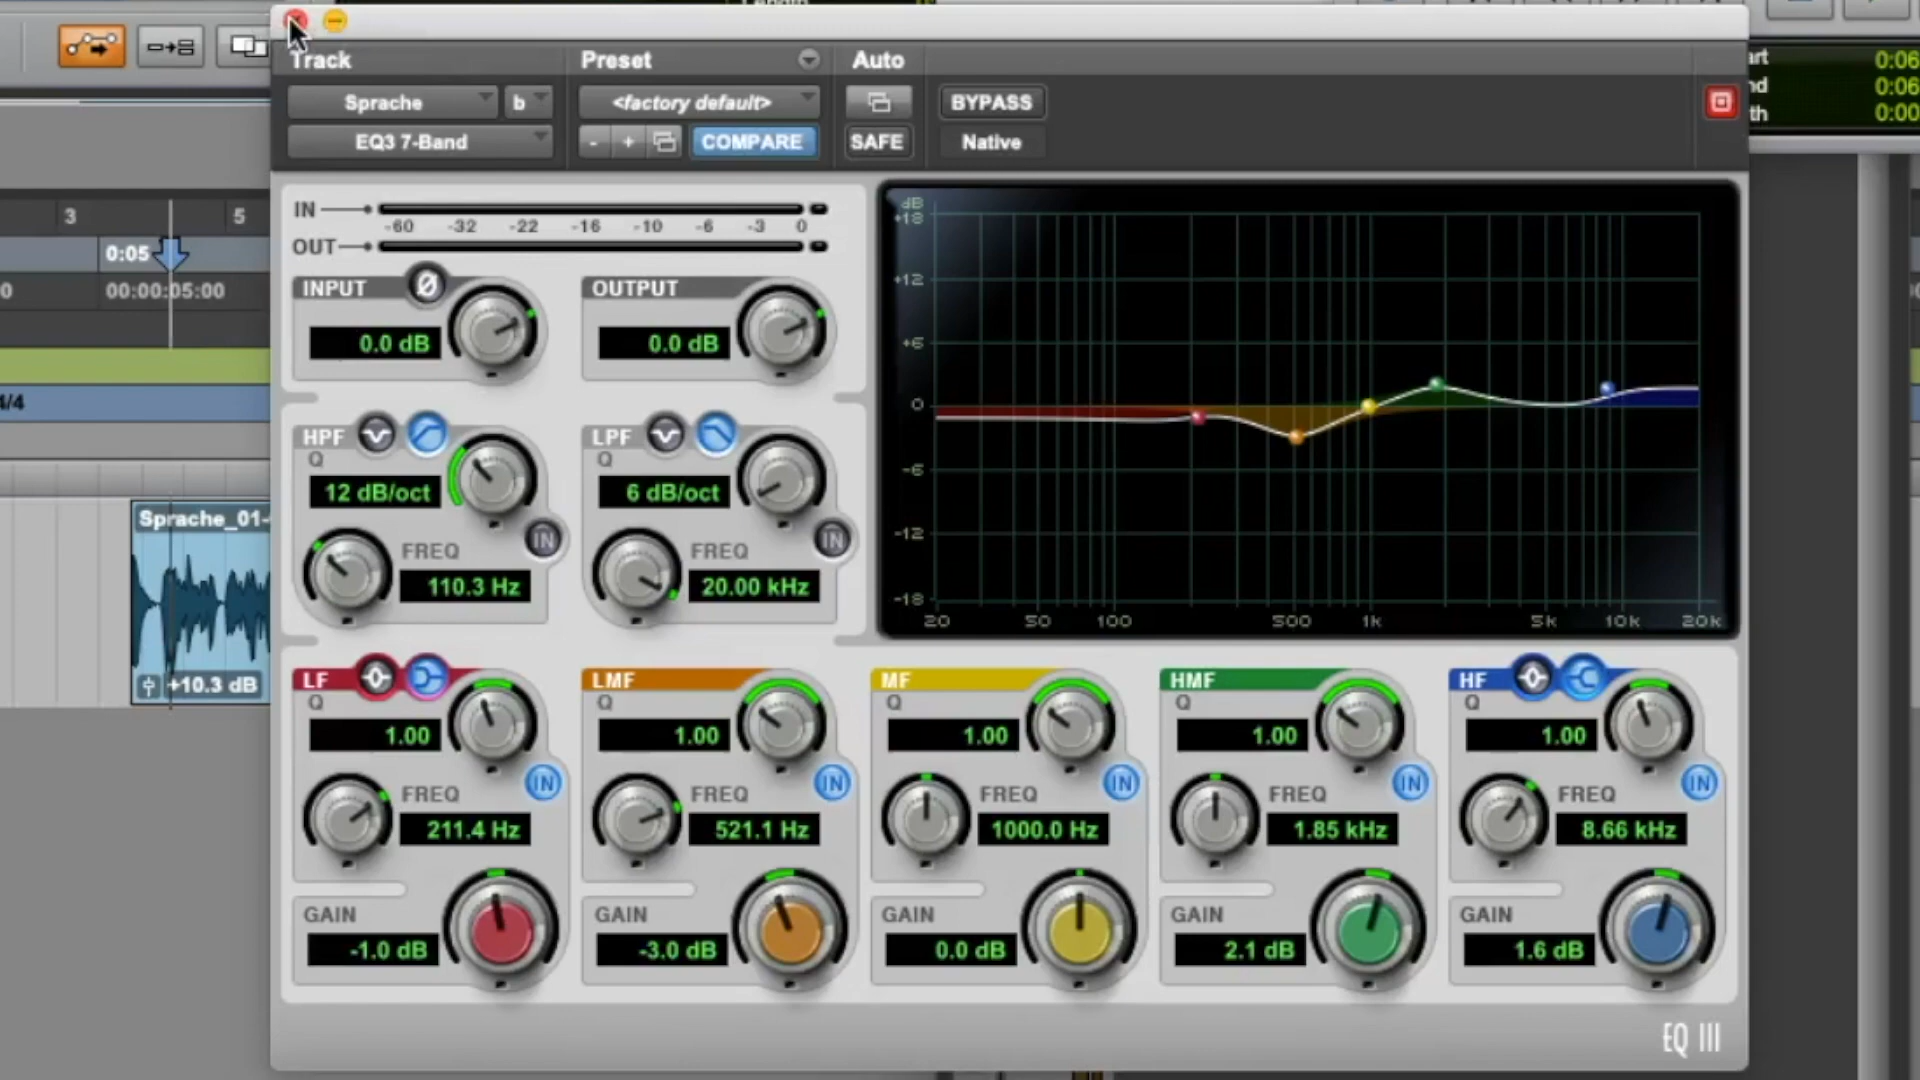 Length
Track
Preset
Auto
Sprache
b
<factory default>
BYPASS
EQ3 7-Band
- +
COMPARE
SAFE
Native
art 0:06
nd 0:06
th 0:00
3
5
0:05
0
00:00:05:00
4/4
Sprache_01-
+10.3 dB
IN
-60 -32 -22 -16 -10 -6 -3 0
OUT
INPUT
Ø
0.0 dB
OUTPUT
0.0 dB
HPF
Q
12 dB/oct
IN
FREQ
110.3 Hz
LPF
Q
6 dB/oct
IN
FREQ
20.00 kHz
dB
+18
+12
+6
0
-6
-12
-18
20 50 100 500 1k 5k 10k 20k
LF
Q
1.00
IN
FREQ
211.4 Hz
GAIN
-1.0 dB
LMF
Q
1.00
IN
FREQ
521.1 Hz
GAIN
-3.0 dB
MF
Q
1.00
IN
FREQ
1000.0 Hz
GAIN
0.0 dB
HMF
Q
1.00
IN
FREQ
1.85 kHz
GAIN
2.1 dB
HF
Q
1.00
IN
FREQ
8.66 kHz
GAIN
1.6 dB
EQ III